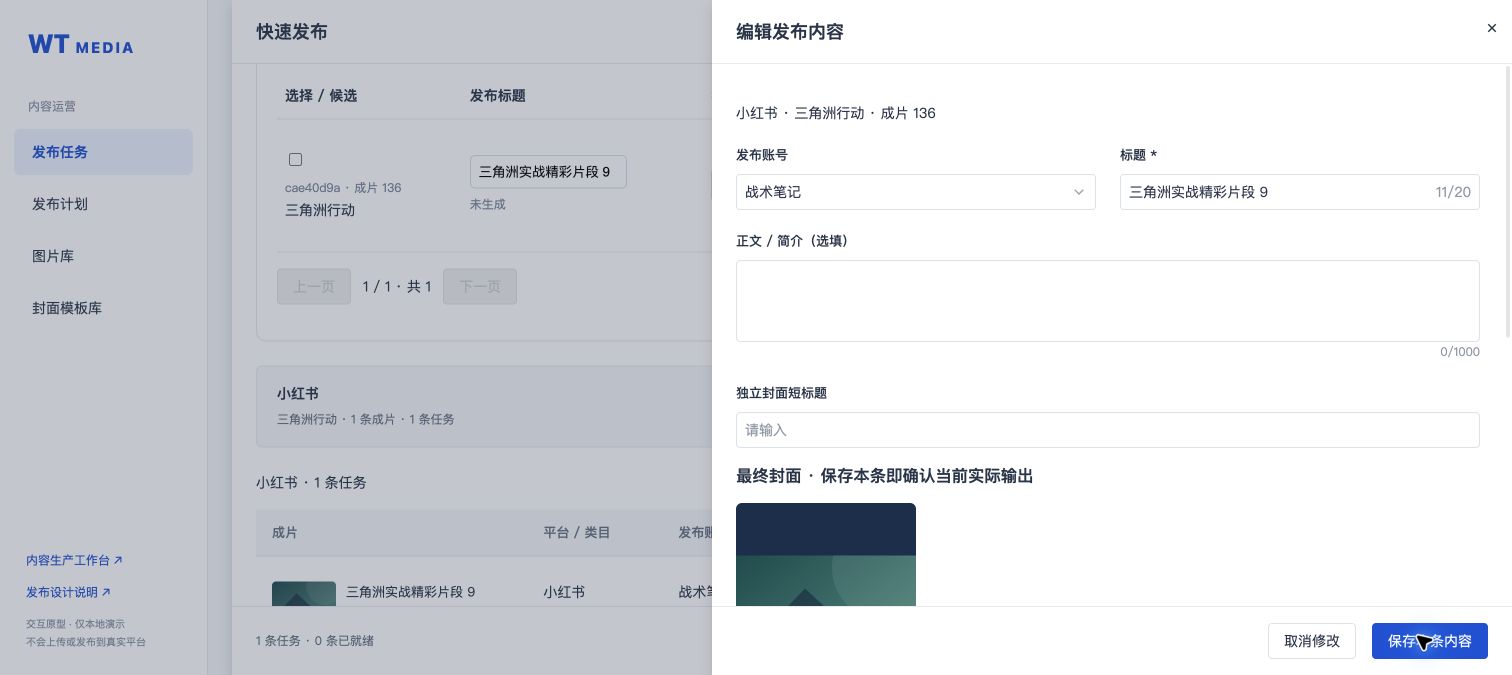 WT MEDIA
内容运营
发布任务
发布计划
图片库
封面模板库
内容生产工作台 ↗
发布设计说明 ↗
交互原型 · 仅本地演示
不会上传或发布到真实平台
快速发布
选择 / 候选
发布标题
cae40d9a · 成片 136
三角洲行动
三角洲实战精彩片段 9
未生成
上一页
1 / 1 · 共 1
下一页
小红书
三角洲行动 · 1 条成片 · 1 条任务
小红书 · 1 条任务
成片
平台 / 类目
发布账
三角洲实战精彩片段 9
小红书
战术笔
1 条任务 · 0 条已就绪
编辑发布内容
×
小红书 · 三角洲行动 · 成片 136
发布账号
标题 *
战术笔记
三角洲实战精彩片段 9
11/20
正文 / 简介（选填）
0/1000
独立封面短标题
请输入
最终封面 · 保存本条即确认当前实际输出
取消修改
保存 条内容